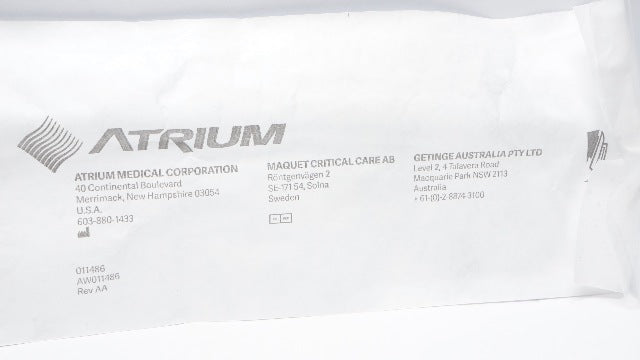 ATRIUM
ATRIUM MEDICAL CORPORATION
40 Continental Boulevard
Merrimack, New Hampshire 03054
U.S.A.
603-880-1433
MAQUET CRITICAL CARE AB
Röntgenvägen 2
SE-171 54, Solna
Sweden
GETINGE AUSTRALIA PTY LTD
Level 2, 4 Talavera Road
Macquarie Park NSW 2113
Australia
+ 61-(0)-2-8874-3100
011486
AW011486
Rev AA